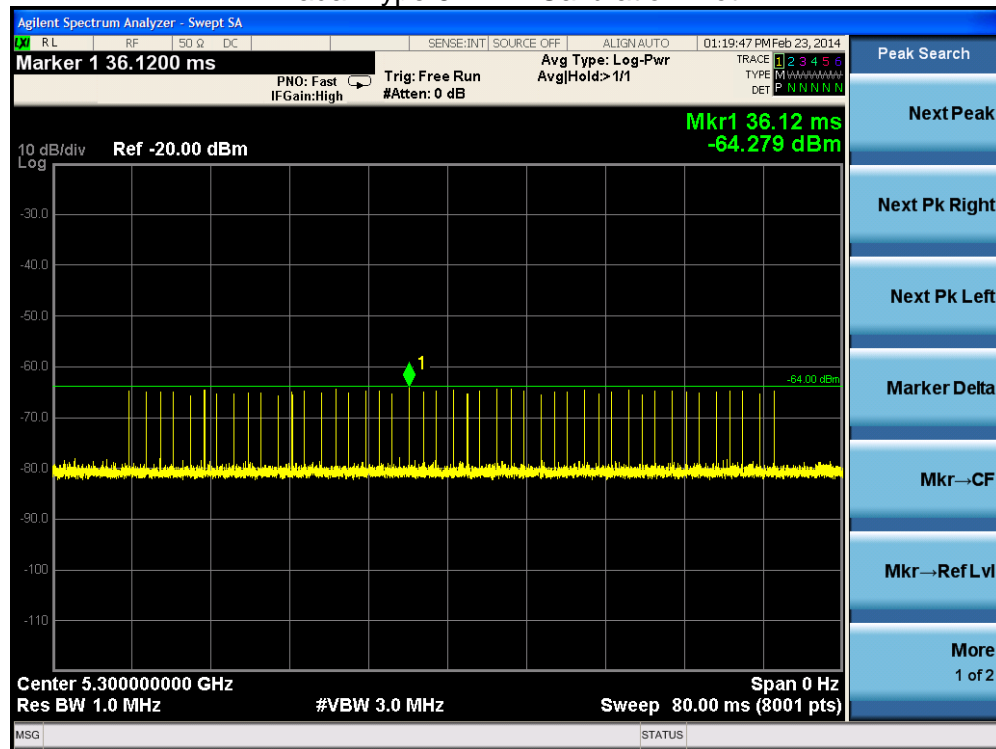 Agilent Spectrum Analyzer - Swept SA
LXI RL RF 50 Ω DC SENSE:INT SOURCE OFF ALIGN AUTO 01:19:47 PM Feb 23, 2014
Marker 1 36.1200 ms
PNO: Fast
IFGain:High
Trig: Free Run
#Atten: 0 dB
Avg Type: Log-Pwr
Avg|Hold:>1/1
TRACE 1 2 3 4 5 6
TYPE M
DET P N N N N N
Mkr1 36.12 ms
-64.279 dBm
10 dB/div Ref -20.00 dBm
Log
-30.0
-40.0
-50.0
-60.0
1
-64.00 dBm
-70.0
-80.0
-90.0
-100
-110
Center 5.300000000 GHz Span 0 Hz
Res BW 1.0 MHz #VBW 3.0 MHz Sweep 80.00 ms (8001 pts)
MSG STATUS
Peak Search
Next Peak
Next Pk Right
Next Pk Left
Marker Delta
Mkr→CF
Mkr→Ref Lvl
More
1 of 2